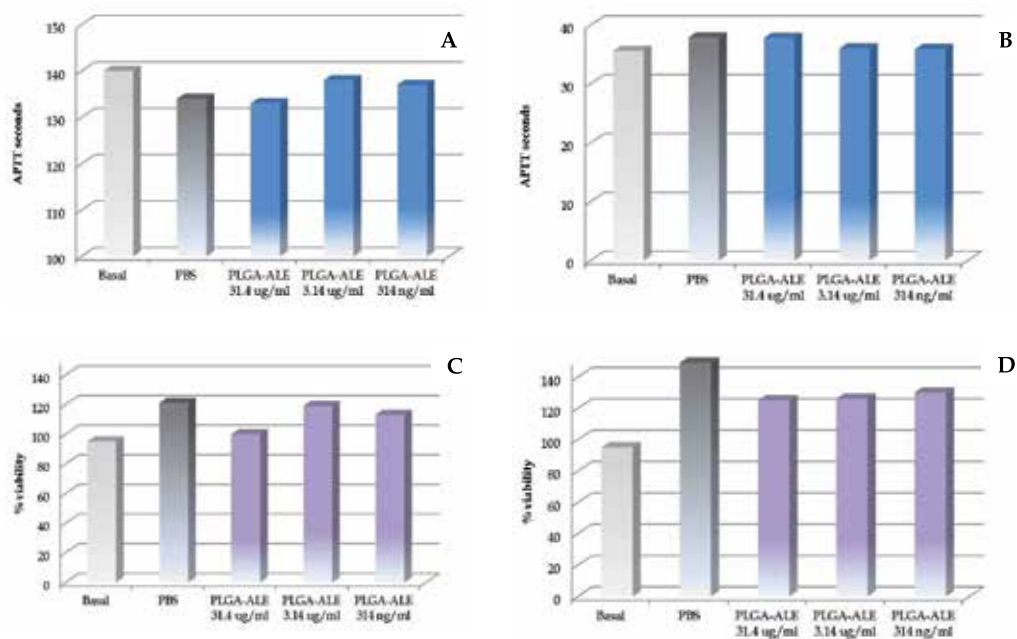 A
150
140
130
150
110
100
APTT seconds
Basal
PBS
PLGA-ALE
31.4 ug/ml
PLGA-ALE
3.14 ug/ml
PLGA-ALE
314 ng/ml
B
40
30
20
10
0
APTT seconds
Basal
PBS
PLGA-ALE
31.4 ug/ml
PLGA-ALE
3.14 ug/ml
PLGA-ALE
314 ng/ml
C
140
120
100
80
60
40
20
0
% viability
Basal
PBS
PLGA-ALE
31.4 ug/ml
PLGA-ALE
3.14 ug/ml
PLGA-ALE
314 ng/ml
D
140
120
100
80
60
40
20
0
% viability
Basal
PBS
PLGA-ALE
31.4 ug/ml
PLGA-ALE
3.14 ug/ml
PLGA-ALE
314 ng/ml